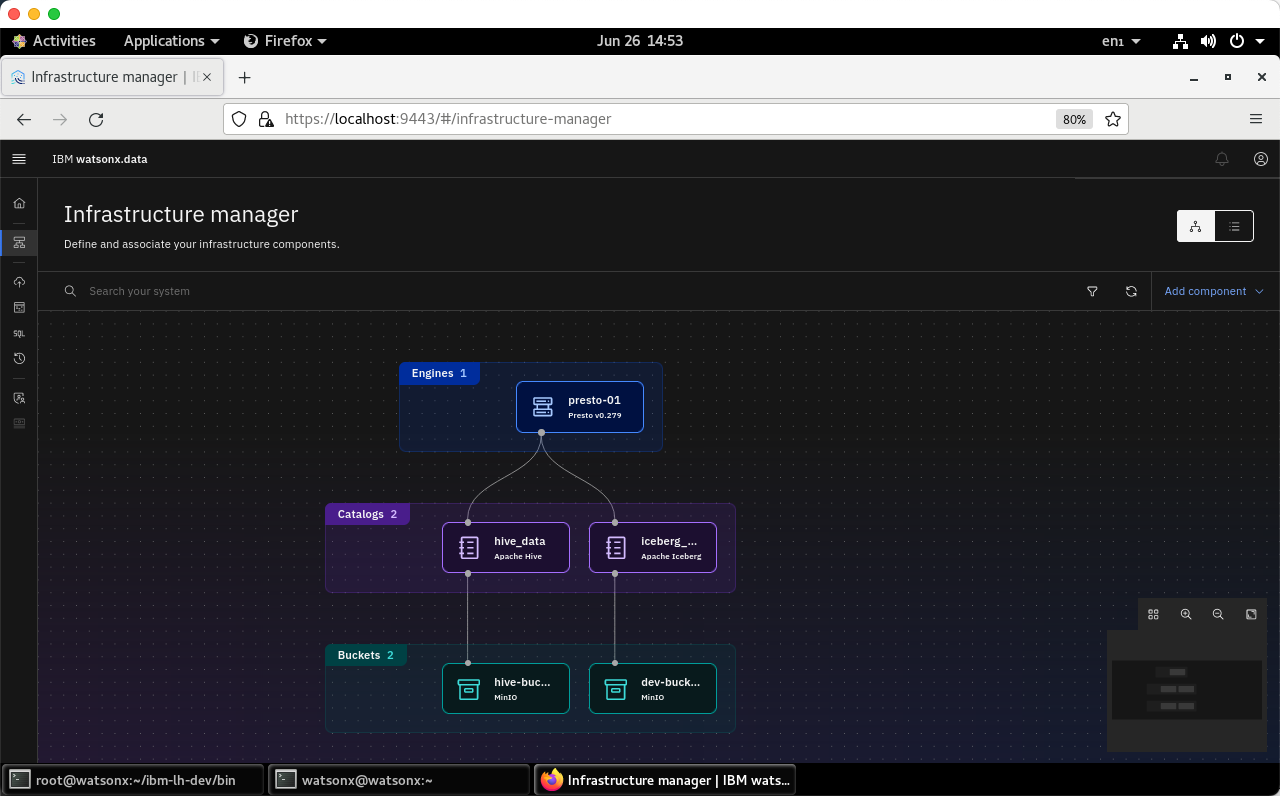 Activities Applications Firefox Jun 26 14:53 en₁
Infrastructure manager |
https://localhost:9443/#/infrastructure-manager 80%
IBM watsonx.data
Infrastructure manager
Define and associate your infrastructure components.
Search your system Add component
SQL
Engines 1
presto-01
Presto v0.279
Catalogs 2
hive_data
Apache Hive
iceberg_...
Apache Iceberg
Buckets 2
hive-buc...
MinIO
dev-buck...
MinIO
root@watsonx:~/ibm-lh-dev/bin watsonx@watsonx:~ Infrastructure manager | IBM wats...